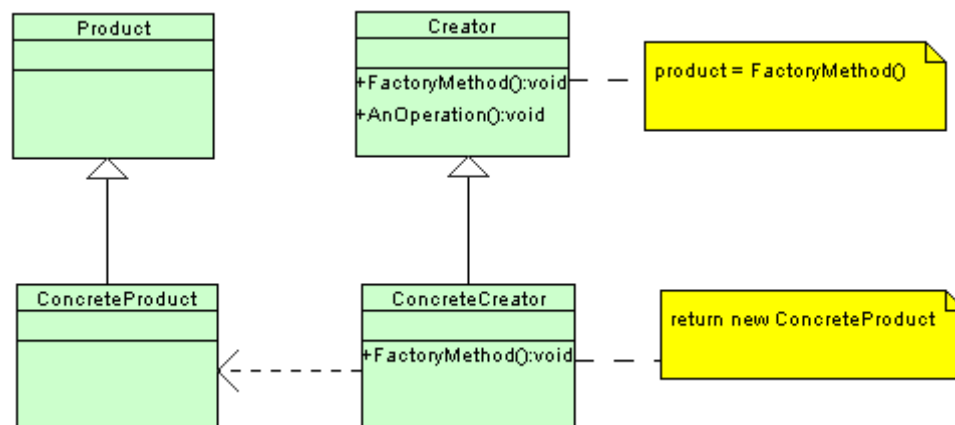 Product
Creator
+FactoryMethod():void
+AnOperation():void
product = FactoryMethod()
ConcreteProduct
ConcreteCreator
+FactoryMethod():void
return new ConcreteProduct